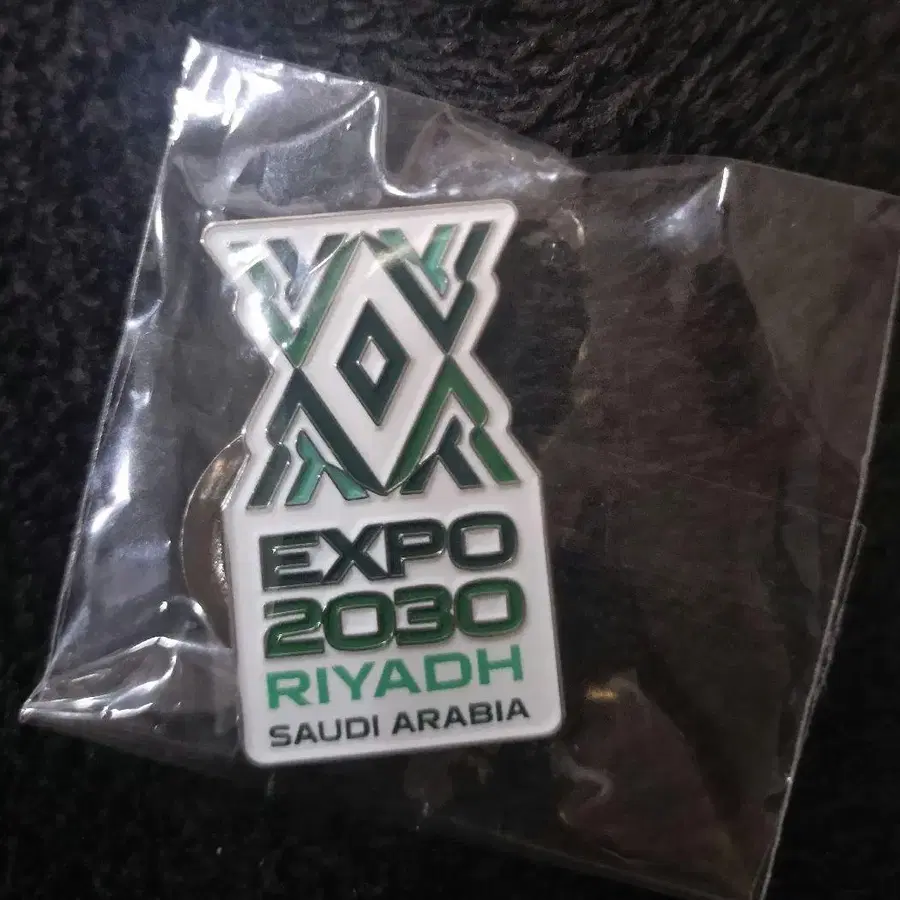 EXPO
2030
RIYADH
SAUDI ARABIA